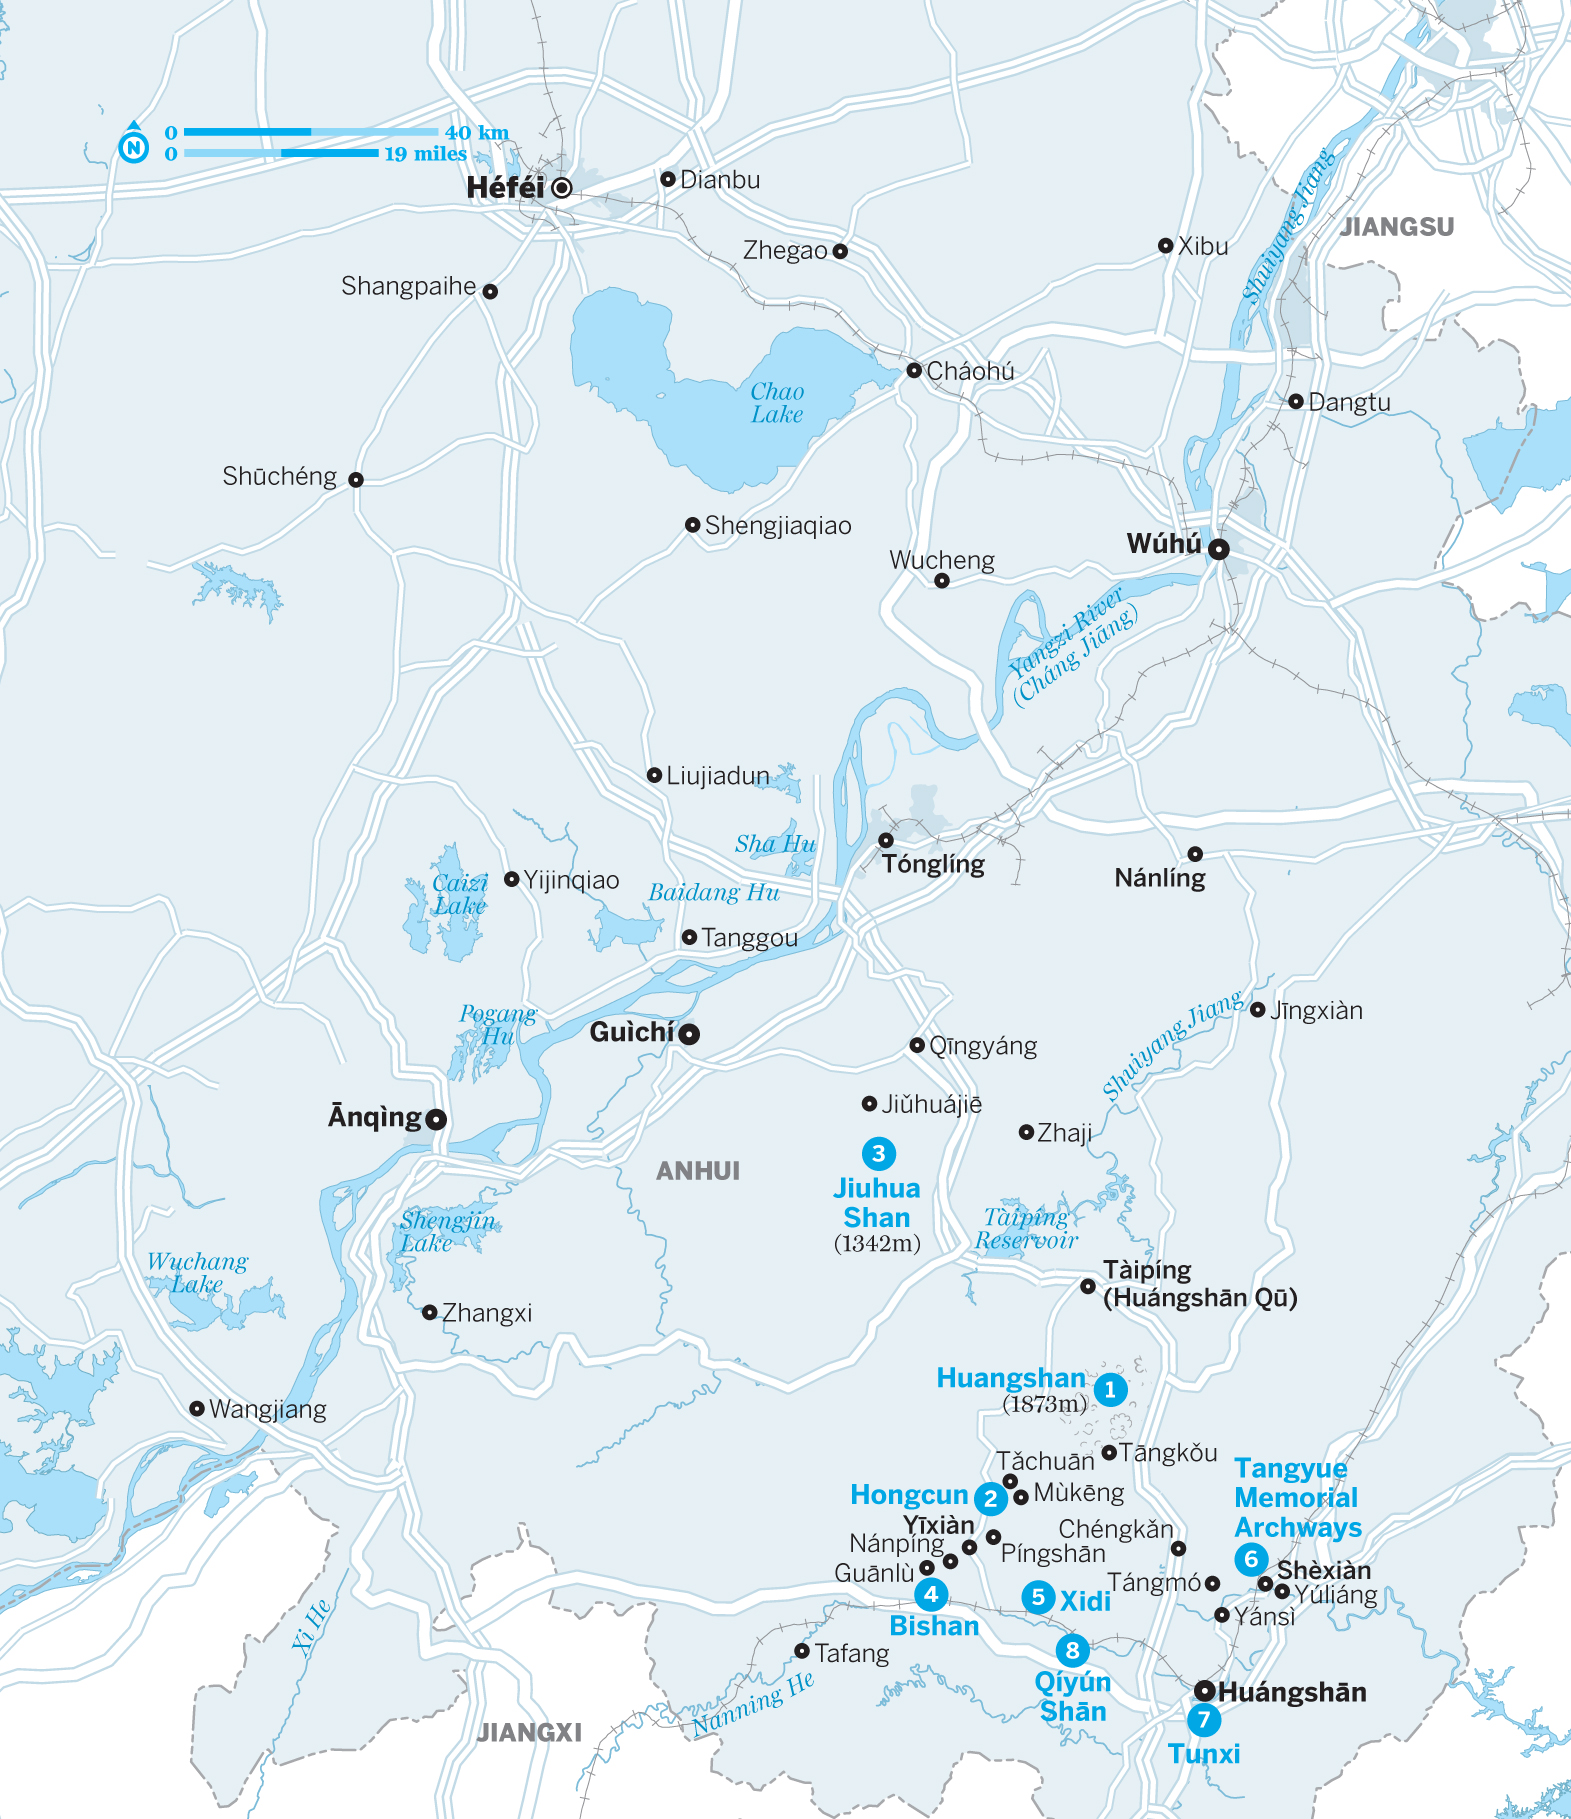 0 40 km
N
0 19 miles
Héféi
Dianbu
Shuiyang Jiang
JIANGSU
Zhegao
Xibu
Shangpaihe
Cháohú
Chao
Lake
Dangtu
Shūchéng
Shengjiaqiao
Wúhú
Wucheng
Yangzi River
(Cháng Jiāng)
Liujiadun
Sha Hu
Tónglíng
Nánlíng
Caizi
Lake
Yijinqiao
Baidang Hu
Tanggou
Pogang
Hu
Guìchí
Jīngxiàn
Shuiyang Jiang
Qīngyáng
Ānqìng
Jiǔhuájiē
Zhaji
ANHUI
3
Jiuhua
Shan
(1342m)
Shengjin
Lake
Tàipíng
Reservoir
Wuchang
Lake
Tàipíng
(Huángshān Qū)
Zhangxi
Huangshan
(1873m)
1
Wangjiang
Tǎchuān
Tāngkǒu
Hongcun
2
Mùkēng
Tangyue
Memorial
Archways
6
Yīxiàn
Nánpíng
Guānlù
Píngshān
Chéngkǎn
Tángmó
Shèxiàn
Yúliáng
Yánsì
4
Bishan
5
Xidi
Xi He
Tafang
8
Qíyún
Shān
Nanning He
Huángshān
7
Tunxi
JIANGXI